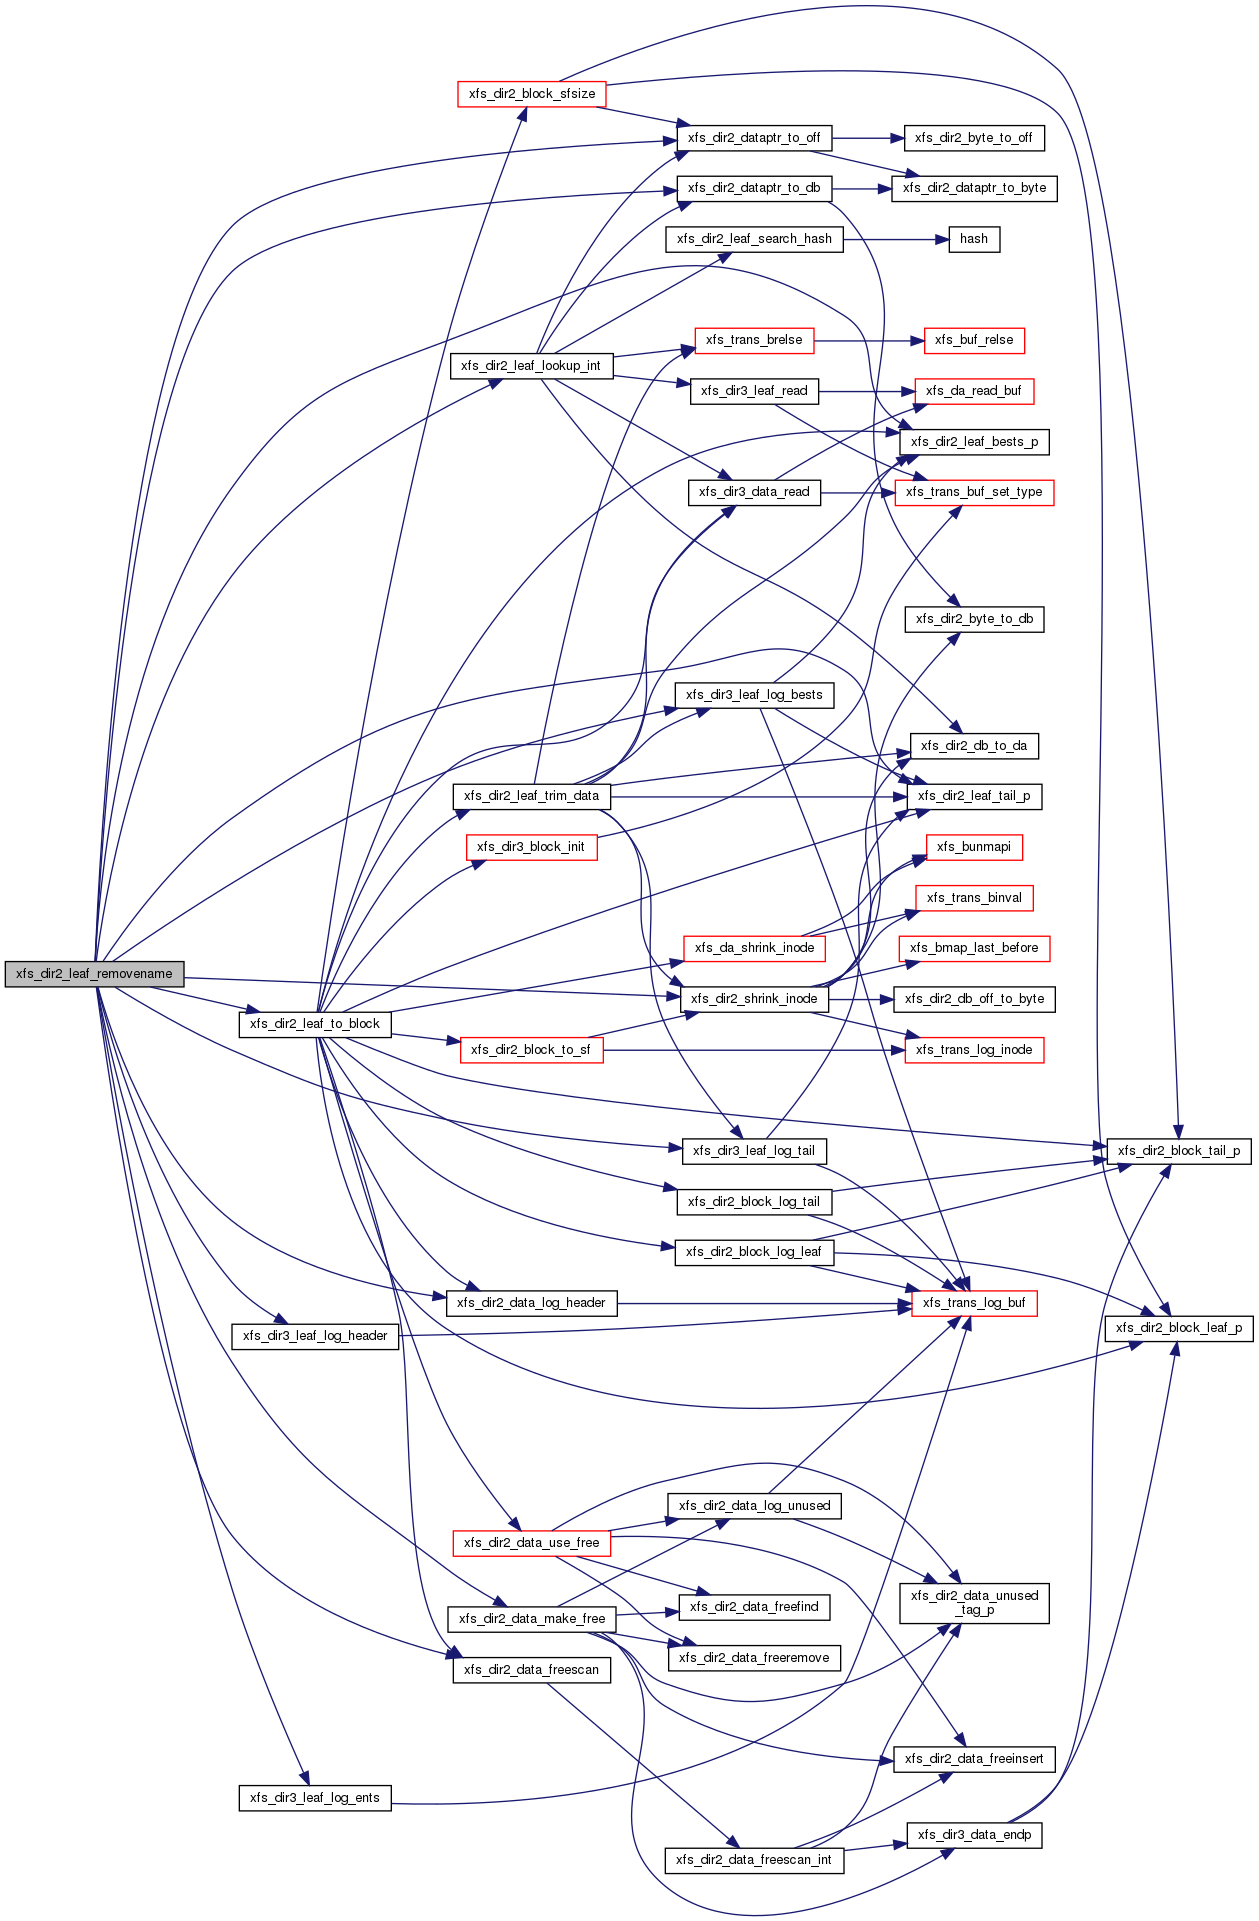 xfs_dir2_block_sfsize
xfs_dir2_dataptr_to_off
xfs_dir2_byte_to_off
xfs_dir2_dataptr_to_db
xfs_dir2_dataptr_to_byte
xfs_dir2_leaf_search_hash
hash
xfs_trans_brelse
xfs_buf_relse
xfs_dir2_leaf_lookup_int
xfs_dir3_leaf_read
xfs_da_read_buf
xfs_dir2_leaf_bests_p
xfs_dir3_data_read
xfs_trans_buf_set_type
xfs_dir2_byte_to_db
xfs_dir3_leaf_log_bests
xfs_dir2_db_to_da
xfs_dir2_leaf_trim_data
xfs_dir2_leaf_tail_p
xfs_dir3_block_init
xfs_bunmapi
xfs_trans_binval
xfs_da_shrink_inode
xfs_bmap_last_before
xfs_dir2_leaf_removename
xfs_dir2_shrink_inode
xfs_dir2_db_off_to_byte
xfs_dir2_leaf_to_block
xfs_dir2_block_to_sf
xfs_trans_log_inode
xfs_dir3_leaf_log_tail
xfs_dir2_block_tail_p
xfs_dir2_block_log_tail
xfs_dir2_block_log_leaf
xfs_dir2_data_log_header
xfs_trans_log_buf
xfs_dir3_leaf_log_header
xfs_dir2_block_leaf_p
xfs_dir2_data_log_unused
xfs_dir2_data_use_free
xfs_dir2_data_unused
_tag_p
xfs_dir2_data_freefind
xfs_dir2_data_make_free
xfs_dir2_data_freeremove
xfs_dir2_data_freescan
xfs_dir2_data_freeinsert
xfs_dir3_leaf_log_ents
xfs_dir3_data_endp
xfs_dir2_data_freescan_int